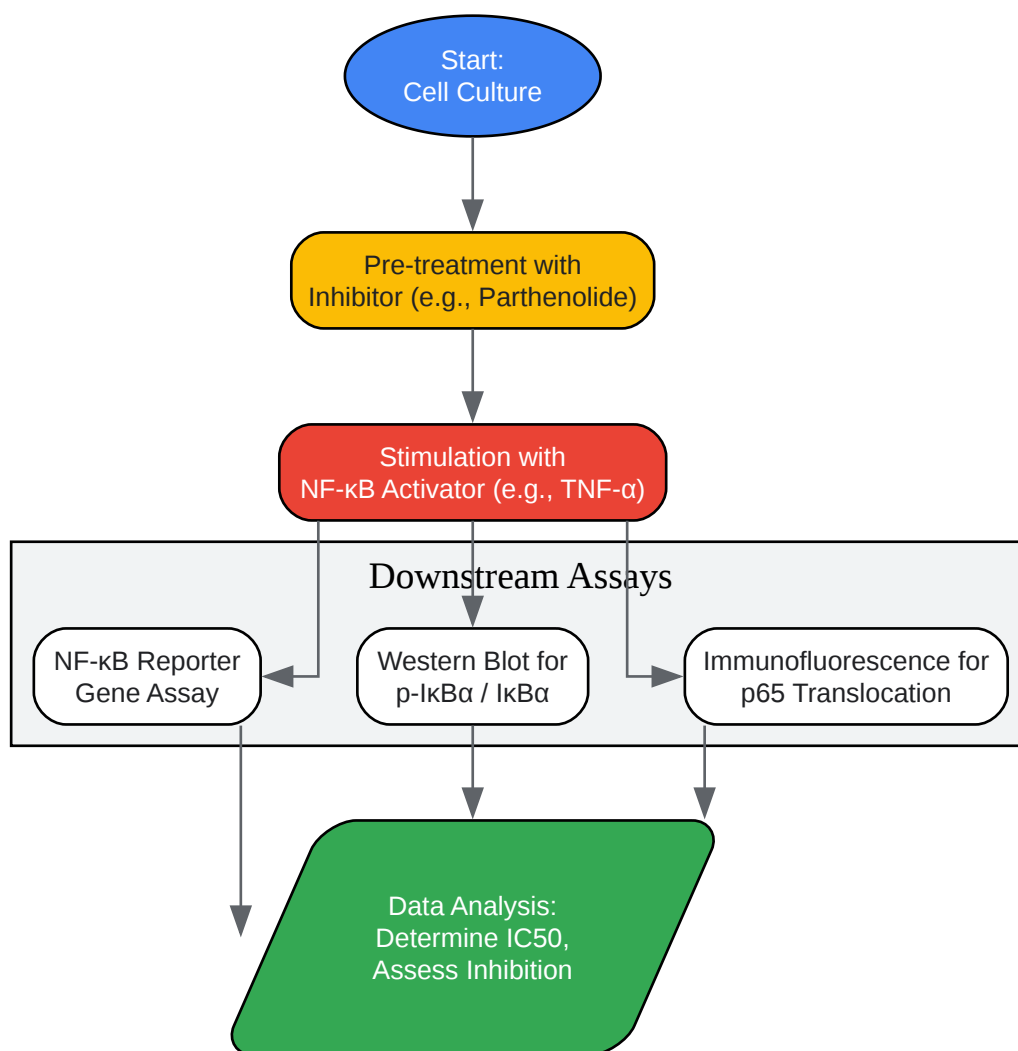 Start:
Cell Culture
Pre-treatment with
Inhibitor (e.g., Parthenolide)
Stimulation with
NF-κB Activator (e.g., TNF-α)
Downstream Assays
NF-κB Reporter
Gene Assay
Western Blot for
p-IκBα / IκBα
Immunofluorescence for
p65 Translocation
Data Analysis:
Determine IC50,
Assess Inhibition